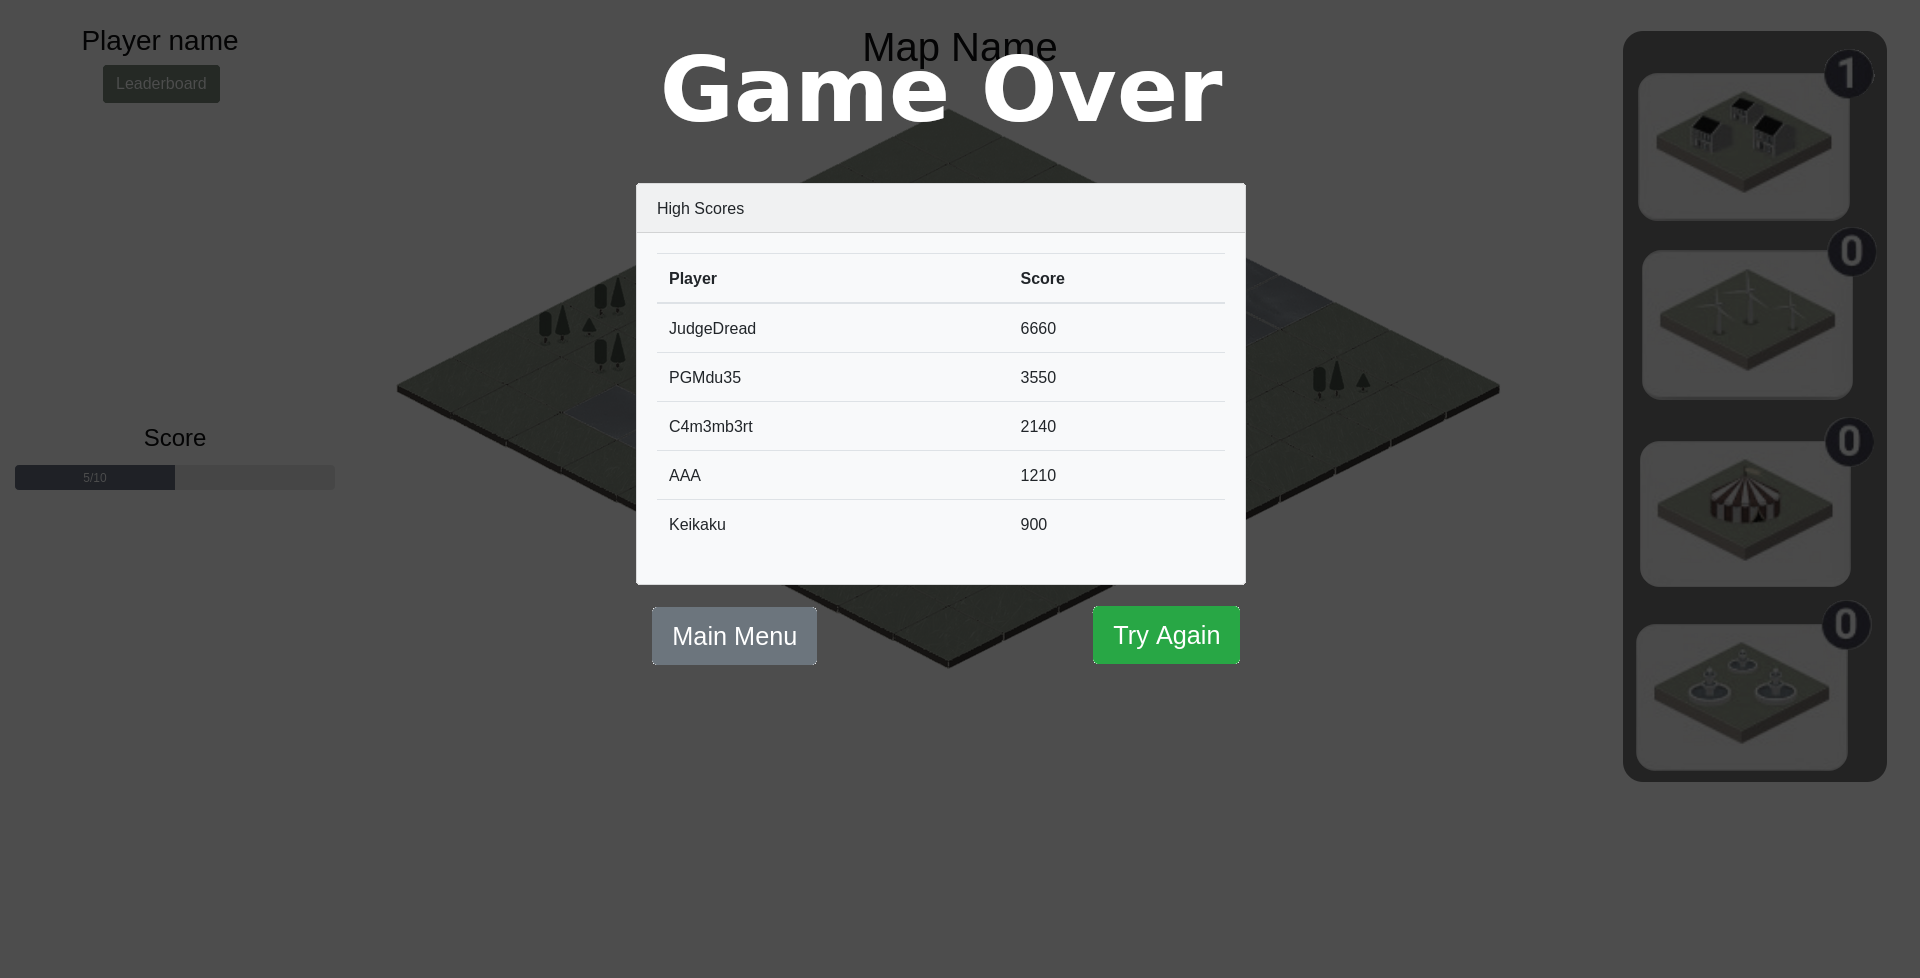 Player name
Leaderboard
Map Name
Game Over
High Scores
Player Score
JudgeDread 6660
PGMdu35 3550
C4m3mb3rt 2140
AAA 1210
Keikaku 900
Main Menu
Try Again
Score
5/10
1
0
0
0